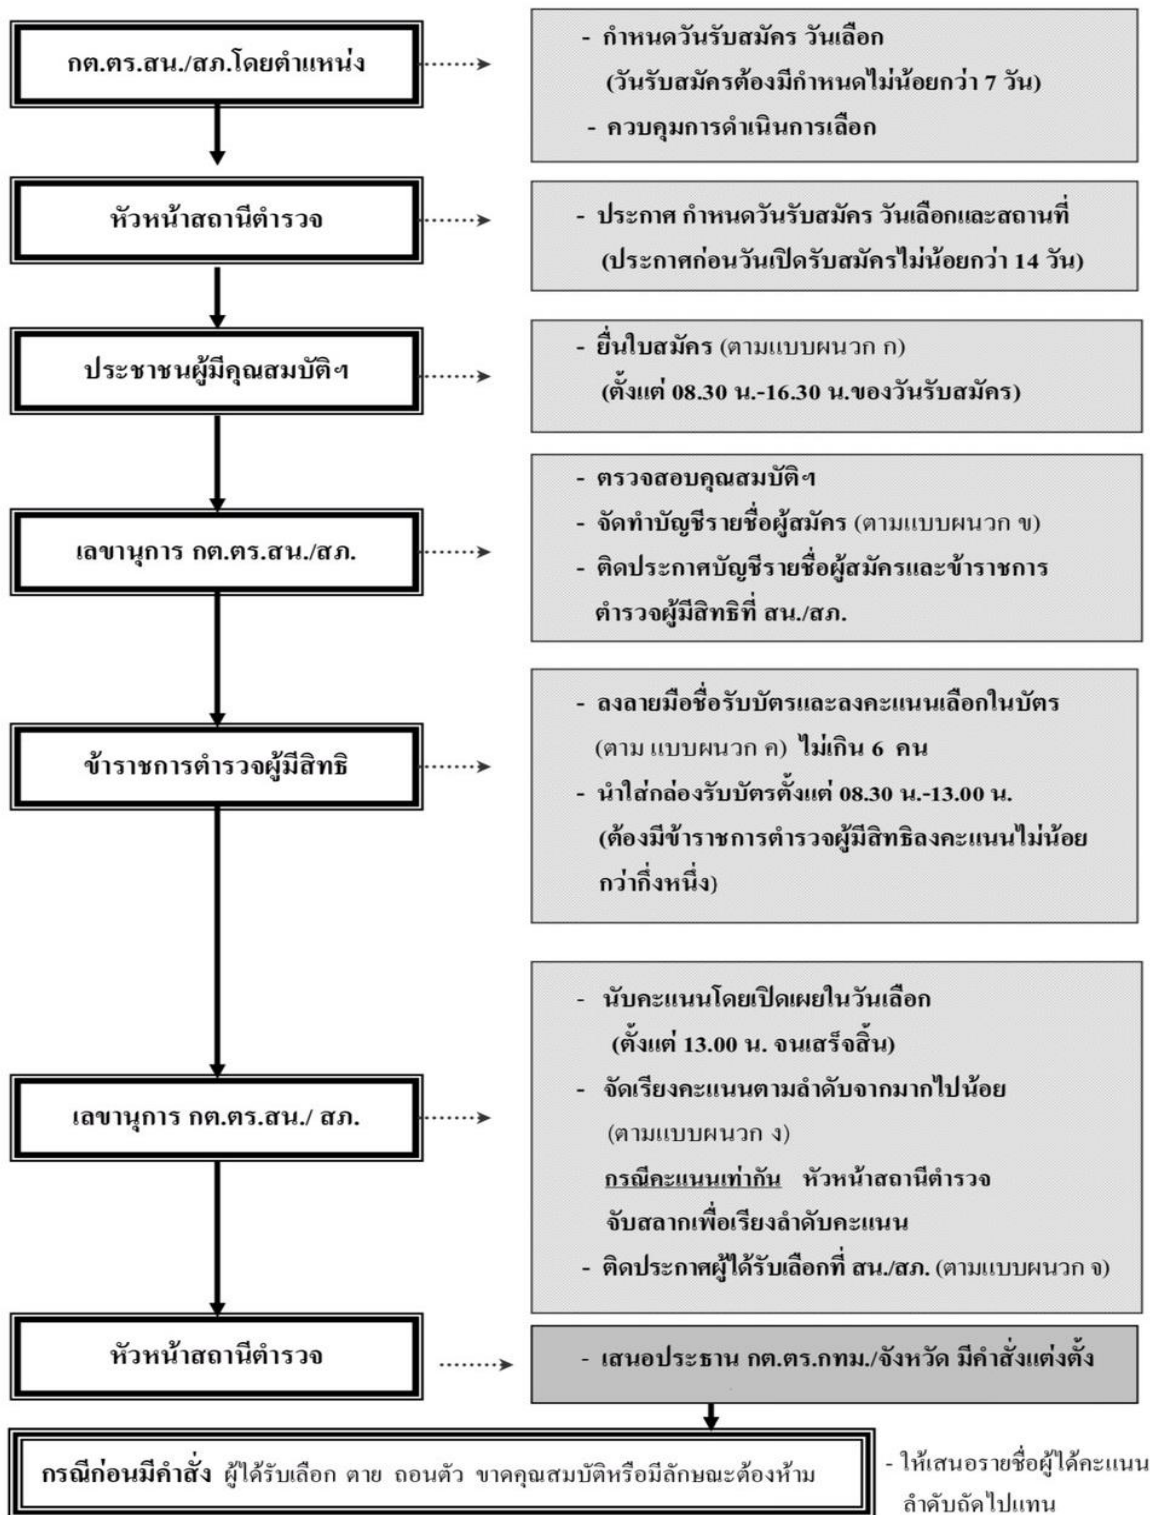 กต.ตร.สน./สภ.โดยตำแหน่ง
- กำหนดวันรับสมัคร วันเลือก
(วันรับสมัครต้องมีกำหนดไม่น้อยกว่า 7 วัน)
- ควบคุมการดำเนินการเลือก
หัวหน้าสถานีตำรวจ
- ประกาศ กำหนดวันรับสมัคร วันเลือกและสถานที่
(ประกาศก่อนวันเปิดรับสมัครไม่น้อยกว่า 14 วัน)
ประชาชนผู้มีคุณสมบัติฯ
- ยื่นใบสมัคร (ตามแบบผนวก ก)
(ตั้งแต่ 08.30 น.-16.30 น.ของวันรับสมัคร)
เลขานุการ กต.ตร.สน./สภ.
- ตรวจสอบคุณสมบัติฯ
- จัดทำบัญชีรายชื่อผู้สมัคร (ตามแบบผนวก ข)
- ติดประกาศบัญชีรายชื่อผู้สมัครและข้าราชการ
ตำรวจผู้มีสิทธิที่ สน./สภ.
ข้าราชการตำรวจผู้มีสิทธิ
- ลงลายมือชื่อรับบัตรและลงคะแนนเลือกในบัตร
(ตาม แบบผนวก ค) ไม่เกิน 6 คน
- นำใส่กล่องรับบัตรตั้งแต่ 08.30 น.-13.00 น.
(ต้องมีข้าราชการตำรวจผู้มีสิทธิลงคะแนนไม่น้อย
กว่ากึ่งหนึ่ง)
เลขานุการ กต.ตร.สน./ สภ.
- นับคะแนนโดยเปิดเผยในวันเลือก
(ตั้งแต่ 13.00 น. จนเสร็จสิ้น)
- จัดเรียงคะแนนตามลำดับจากมากไปน้อย
(ตามแบบผนวก ง)
กรณีคะแนนเท่ากัน หัวหน้าสถานีตำรวจ
จับสลากเพื่อเรียงลำดับคะแนน
- ติดประกาศผู้ได้รับเลือกที่ สน./สภ. (ตามแบบผนวก จ)
หัวหน้าสถานีตำรวจ
- เสนอประธาน กต.ตร.กทม./จังหวัด มีคำสั่งแต่งตั้ง
กรณีก่อนมีคำสั่ง ผู้ได้รับเลือก ตาย ถอนตัว ขาดคุณสมบัติหรือมีลักษณะต้องห้าม
- ให้เสนอรายชื่อผู้ได้คะแนน
ลำดับถัดไปแทน